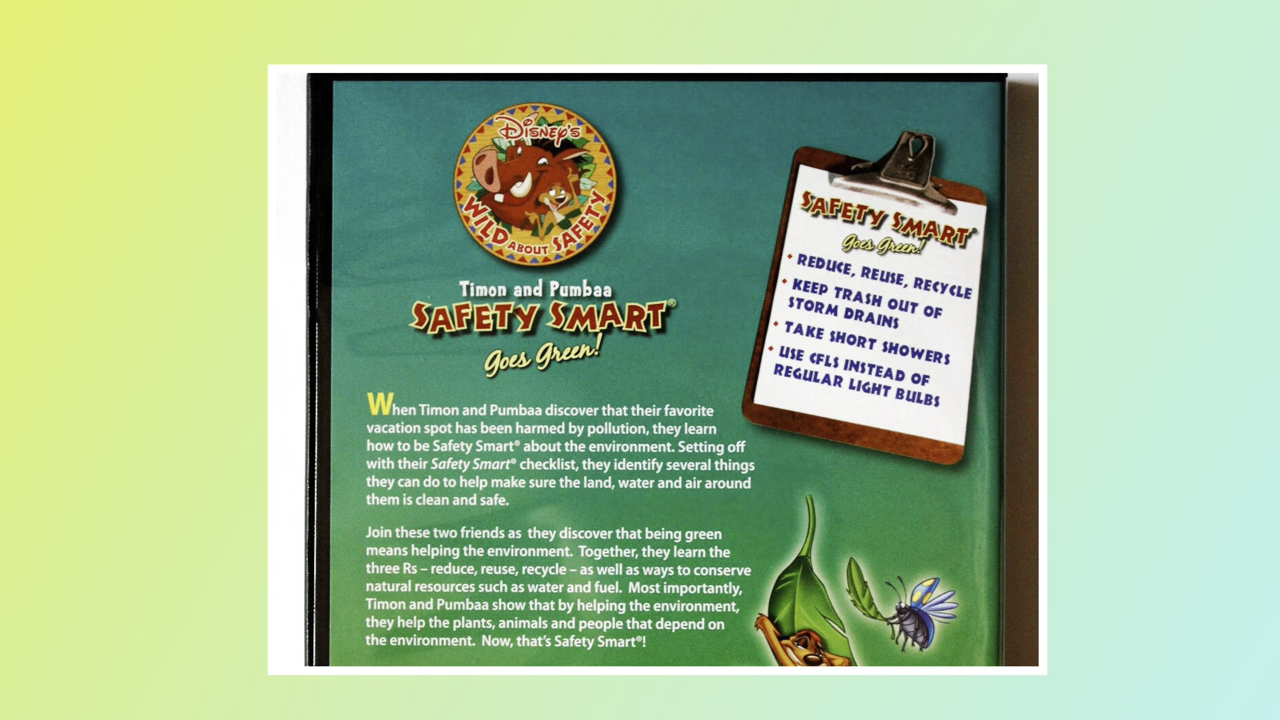 DISNEY'S
WILD ABOUT SAFETY
Timon and Pumbaa
SAFETY SMART®
Goes Green!
When Timon and Pumbaa discover that their favorite
vacation spot has been harmed by pollution, they learn
how to be Safety Smart® about the environment. Setting off
with their Safety Smart® checklist, they identify several things
they can do to help make sure the land, water and air around
them is clean and safe.
Join these two friends as they discover that being green
means helping the environment. Together, they learn the
three Rs – reduce, reuse, recycle – as well as ways to conserve
natural resources such as water and fuel. Most importantly,
Timon and Pumbaa show that by helping the environment,
they help the plants, animals and people that depend on
the environment. Now, that's Safety Smart®!
SAFETY SMART®
Goes Green!
• REDUCE, REUSE, RECYCLE
• KEEP TRASH OUT OF
STORM DRAINS
• TAKE SHORT SHOWERS
• USE CFLS INSTEAD OF
REGULAR LIGHT BULBS